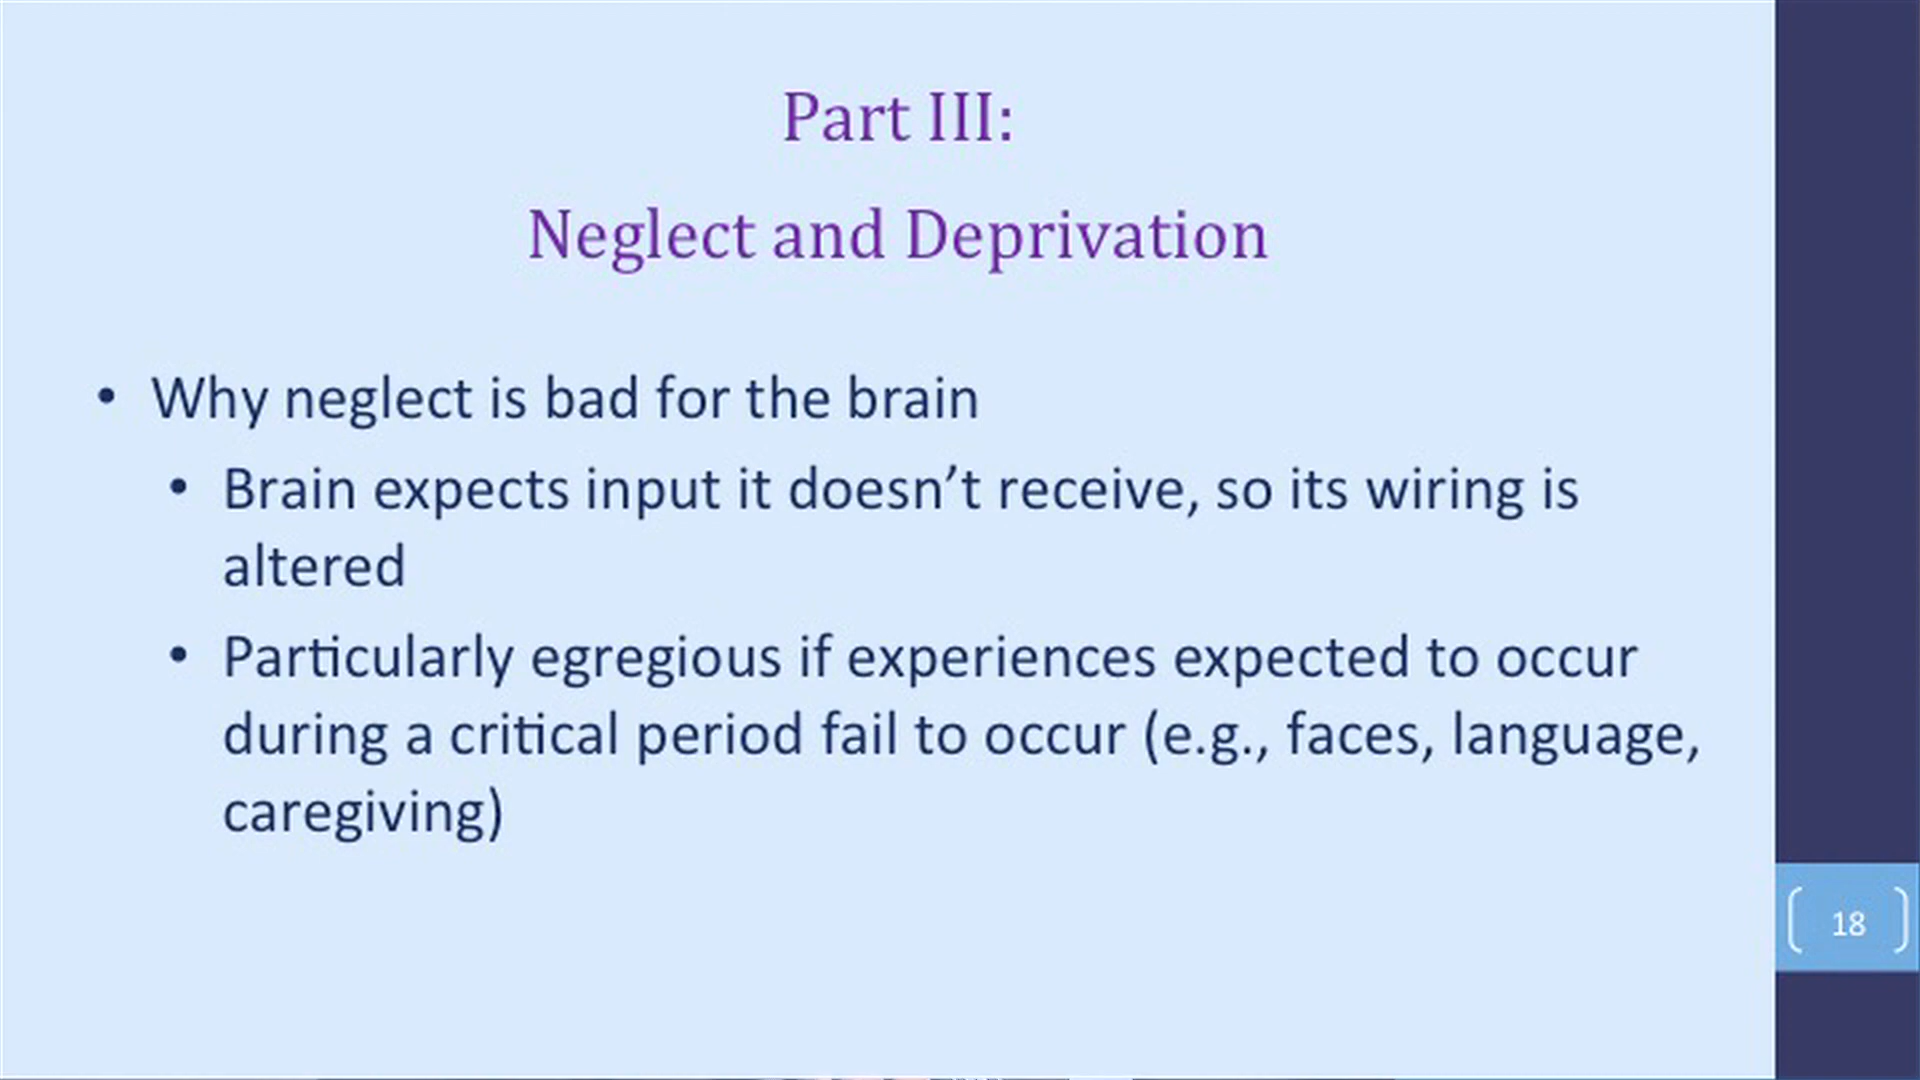 Part III:
Neglect and Deprivation
• Why neglect is bad for the brain
• Brain expects input it doesn’t receive, so its wiring is
altered
• Particularly egregious if experiences expected to occur
during a critical period fail to occur (e.g., faces, language,
caregiving)
18